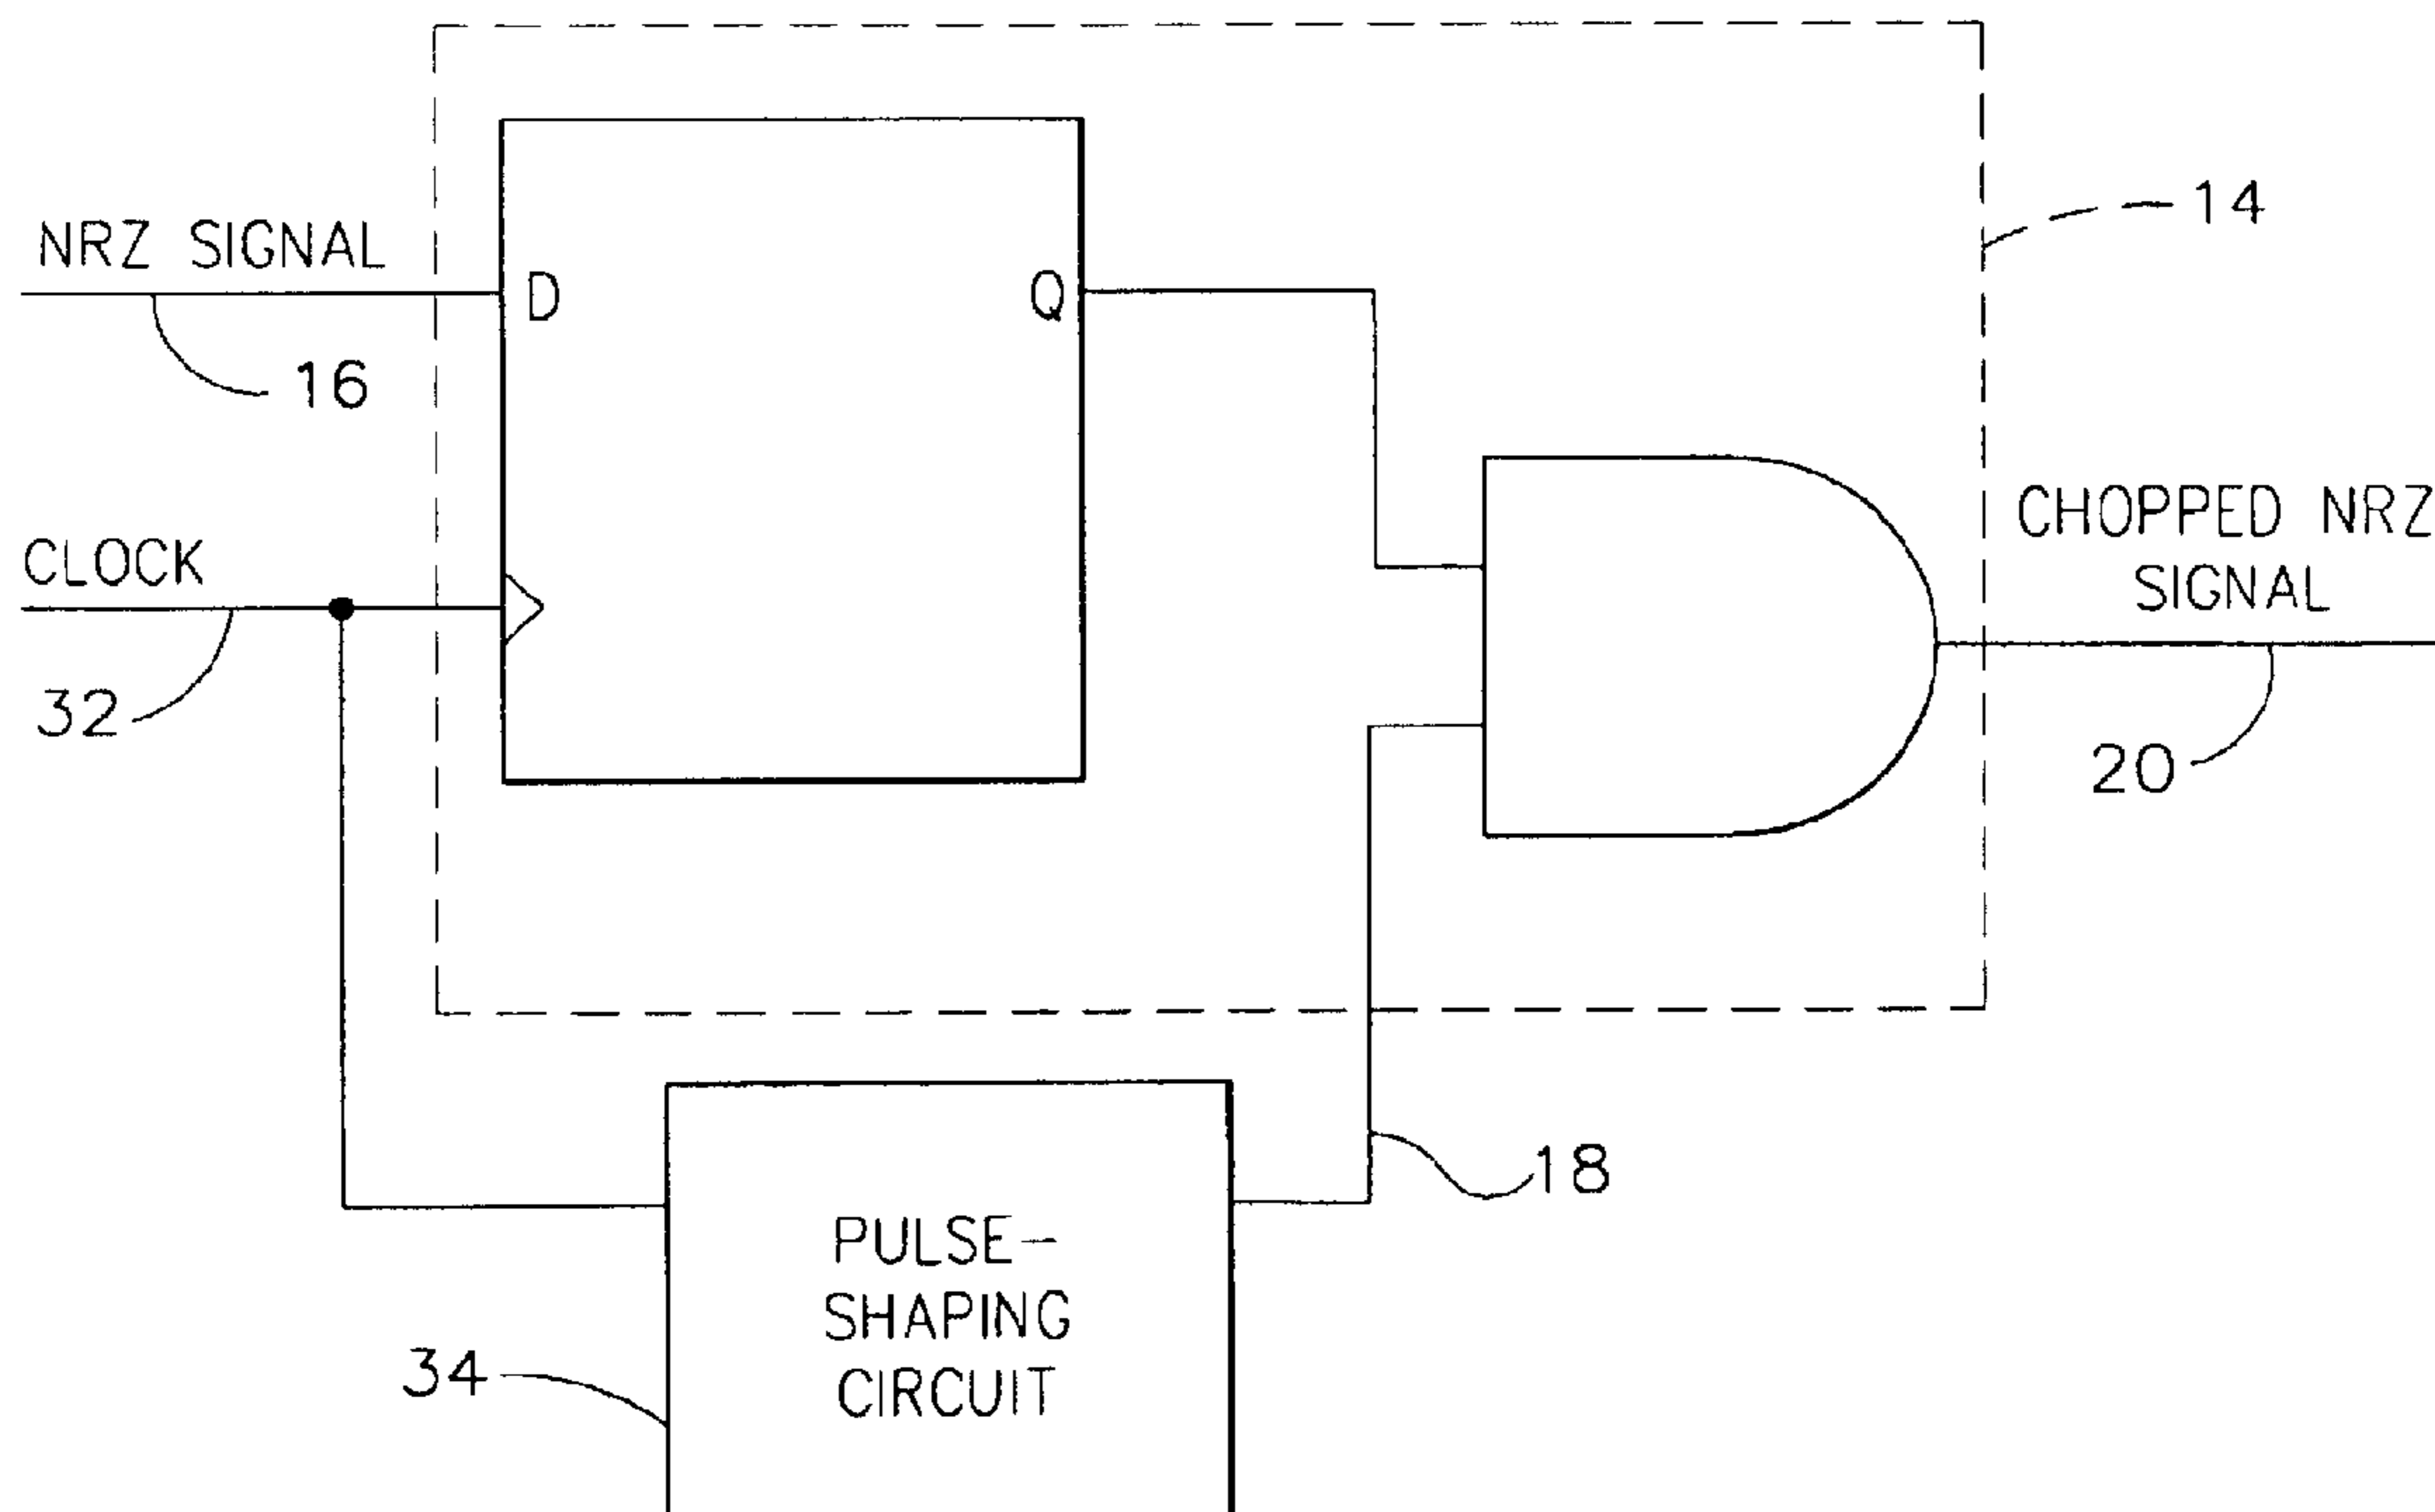 14
NRZ SIGNAL
D
Q
16
CHOPPED NRZ
SIGNAL
CLOCK
32
20
18
PULSE-
SHAPING
CIRCUIT
34